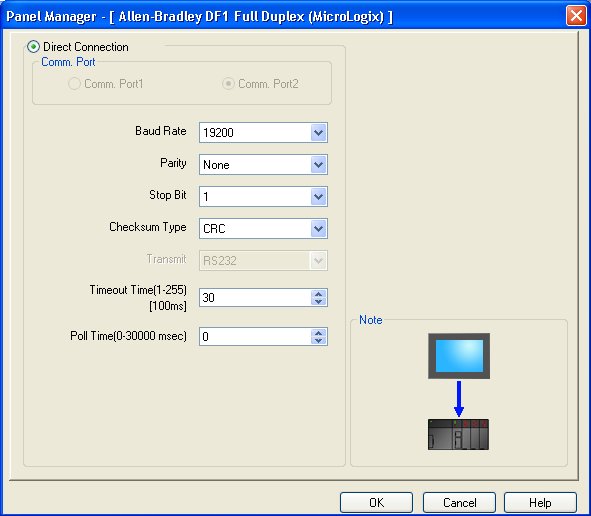 Panel Manager - [ Allen-Bradley DF1 Full Duplex (MicroLogix) ]
Direct Connection
Comm. Port
Comm. Port1
Comm. Port2
Baud Rate 19200
Parity None
Stop Bit 1
Checksum Type CRC
Transmit RS232
Timeout Time(1-255)
[100ms] 30
Poll Time(0-30000 msec) 0
Note
OK Cancel Help